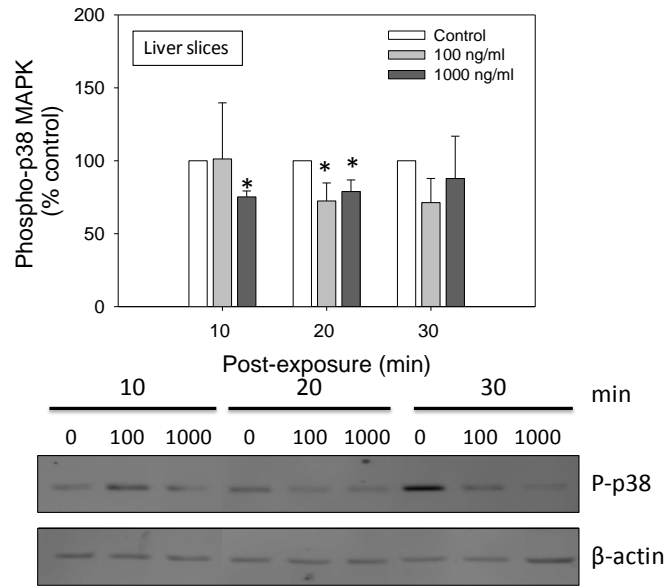 200
Control
100 ng/ml
1000 ng/ml
Liver slices
150
Phospho-p38 MAPK
(% control)
100
* * *
50
0
10 20 30
Post-exposure (min)
10 20 30 min
0 100 1000 0 100 1000 0 100 1000
P-p38
β-actin